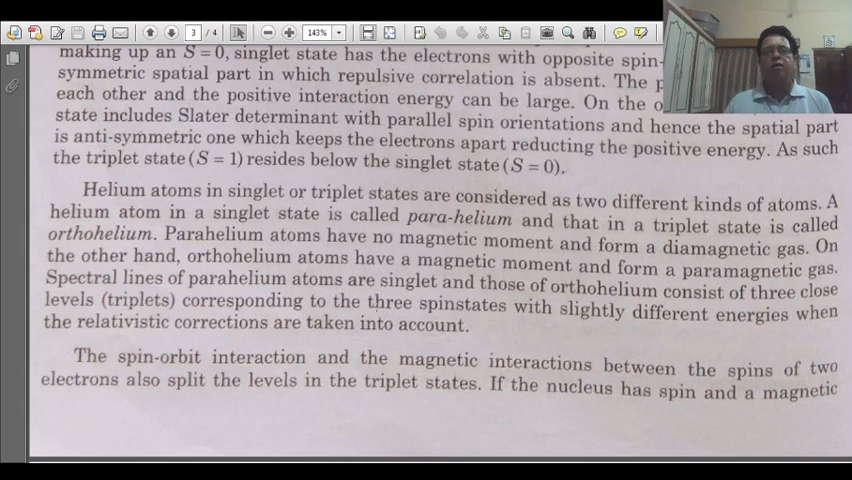 3 / 4
143%
making up an S = 0, singlet state has the electrons with opposite spin-
symmetric spatial part in which repulsive correlation is absent. The p
each other and the positive interaction energy can be large. On the o
state includes Slater determinant with parallel spin orientations and hence the spatial part
is anti-symmetric one which keeps the electrons apart reducting the positive energy. As such
the triplet state (S = 1) resides below the singlet state (S = 0).
Helium atoms in singlet or triplet states are considered as two different kinds of atoms. A
helium atom in a singlet state is called para-helium and that in a triplet state is called
orthohelium. Parahelium atoms have no magnetic moment and form a diamagnetic gas. On
the other hand, orthohelium atoms have a magnetic moment and form a paramagnetic gas.
Spectral lines of parahelium atoms are singlet and those of orthohelium consist of three close
levels (triplets) corresponding to the three spinstates with slightly different energies when
the relativistic corrections are taken into account.
The spin-orbit interaction and the magnetic interactions between the spins of two
electrons also split the levels in the triplet states. If the nucleus has spin and a magnetic